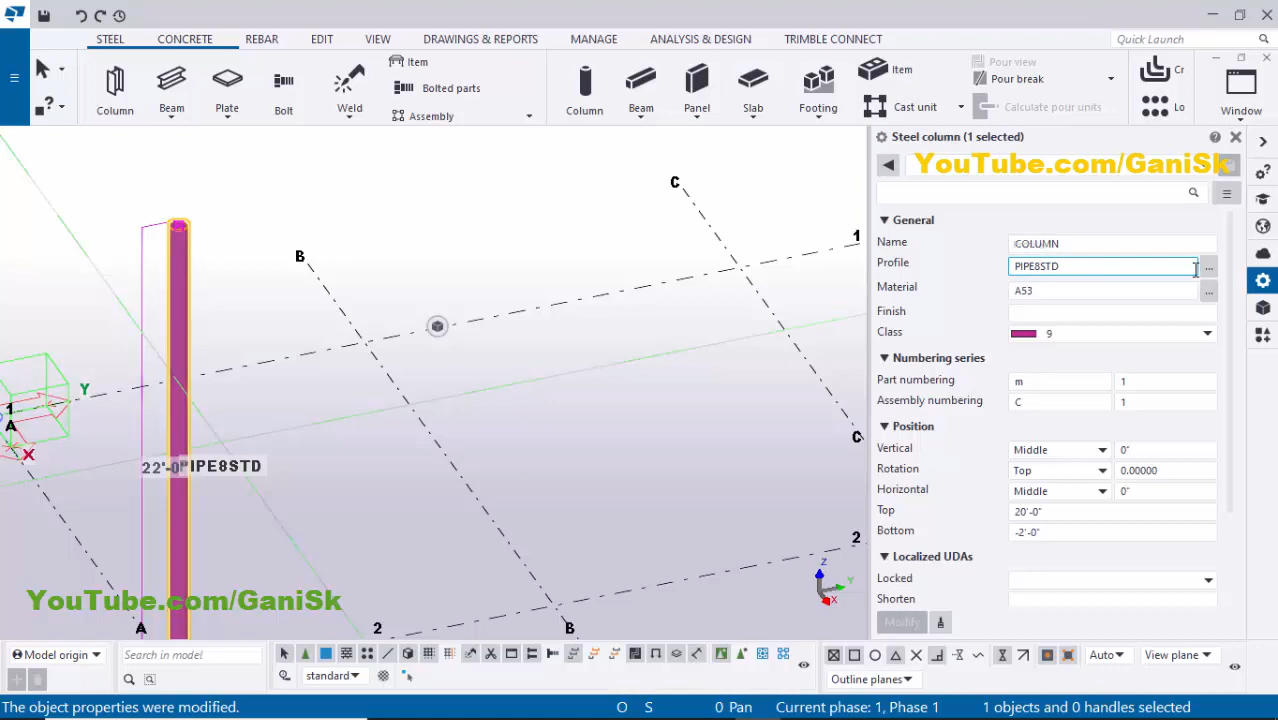 STEEL CONCRETE REBAR EDIT VIEW DRAWINGS & REPORTS MANAGE ANALYSIS & DESIGN TRIMBLE CONNECT Quick Launch
Column Beam Plate Bolt Weld Item Bolted parts Assembly Column Beam Panel Slab Footing Item Cast unit Pour view Pour break Calculate pour units Cr Lo Window
Steel column (1 selected)
YouTube.com/GaniSk
General
Name COLUMN
Profile PIPE8STD ...
Material A53 ...
Finish
Class 9
Numbering series
Part numbering m 1
Assembly numbering C 1
Position
Vertical Middle 0"
Rotation Top 0.00000
Horizontal Middle 0"
Top 20'-0"
Bottom -2'-0"
Localized UDAs
Locked
Shorten
Modify
C
1
B
Y
1
A
X
C
22'-0"
PIPE8STD
2
Z
Y
X
YouTube.com/GaniSk
A
2
B
Model origin Search in model
standard
Auto View plane
Outline planes
The object properties were modified. O S 0 Pan Current phase: 1, Phase 1 1 objects and 0 handles selected